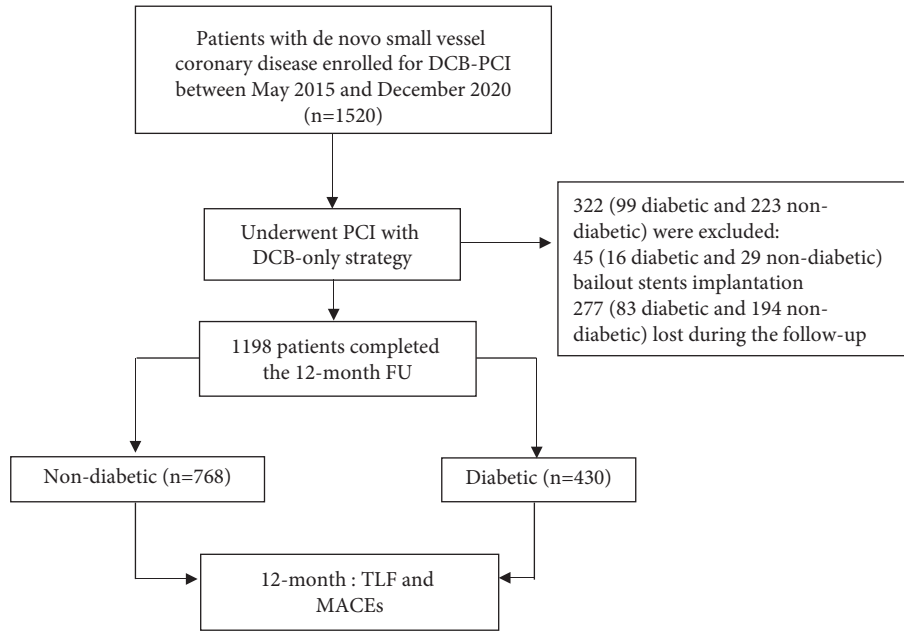 Patients with de novo small vessel
coronary disease enrolled for DCB-PCI
between May 2015 and December 2020
(n=1520)
Underwent PCI with
DCB-only strategy
322 (99 diabetic and 223 non-
diabetic) were excluded:
45 (16 diabetic and 29 non-diabetic)
bailout stents implantation
277 (83 diabetic and 194 non-
diabetic) lost during the follow-up
1198 patients completed
the 12-month FU
Non-diabetic (n=768)
Diabetic (n=430)
12-month : TLF and
MACEs